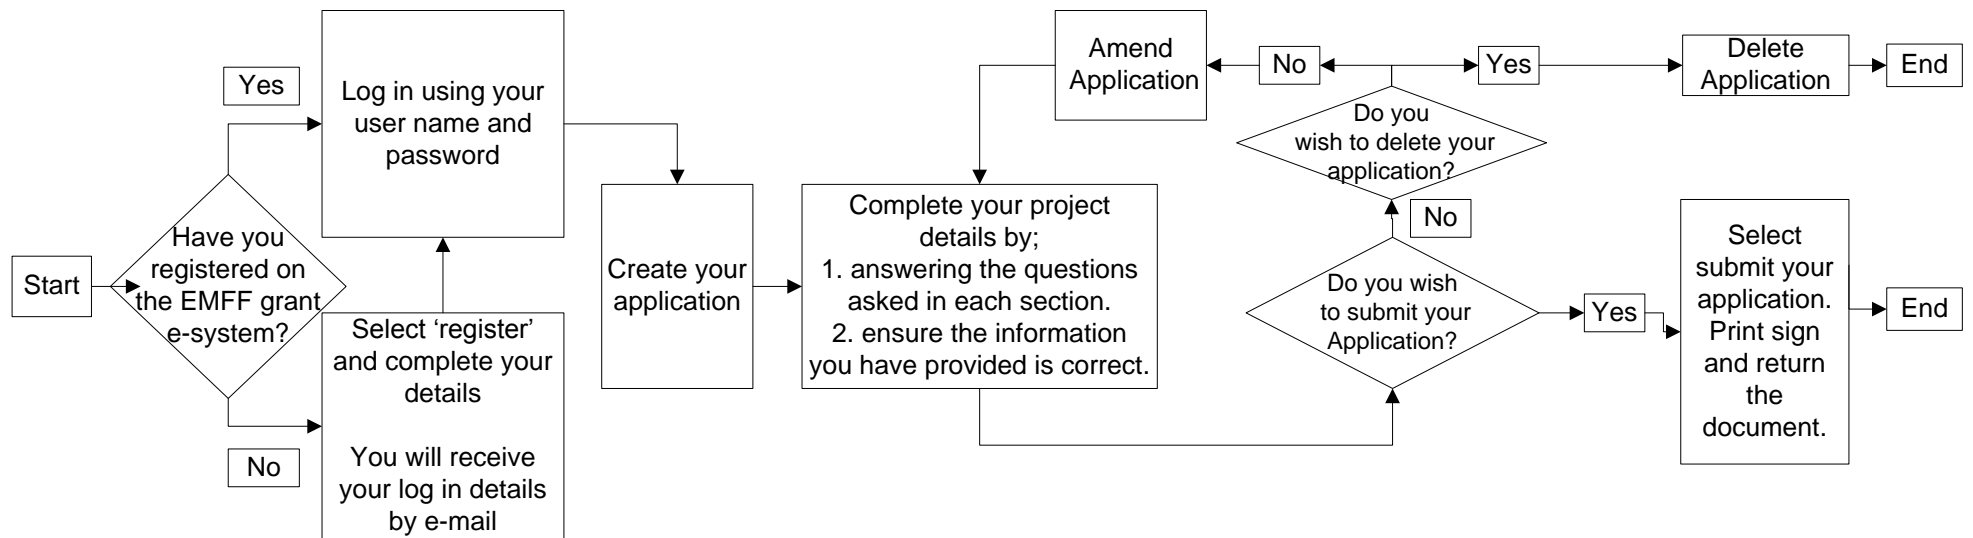 Start
Have you
registered on
the EMFF grant
e-system?
Yes
No
Log in using your
user name and
password
Select ‘register’
and complete your
details
You will receive
your log in details
by e-mail
Create your
application
Complete your project
details by;
1. answering the questions
asked in each section.
2. ensure the information
you have provided is correct.
Amend
Application
No
Yes
Delete
Application
End
Do you
wish to delete your
application?
No
Do you wish
to submit your
Application?
Yes
Select
submit your
application.
Print sign
and return
the
document.
End